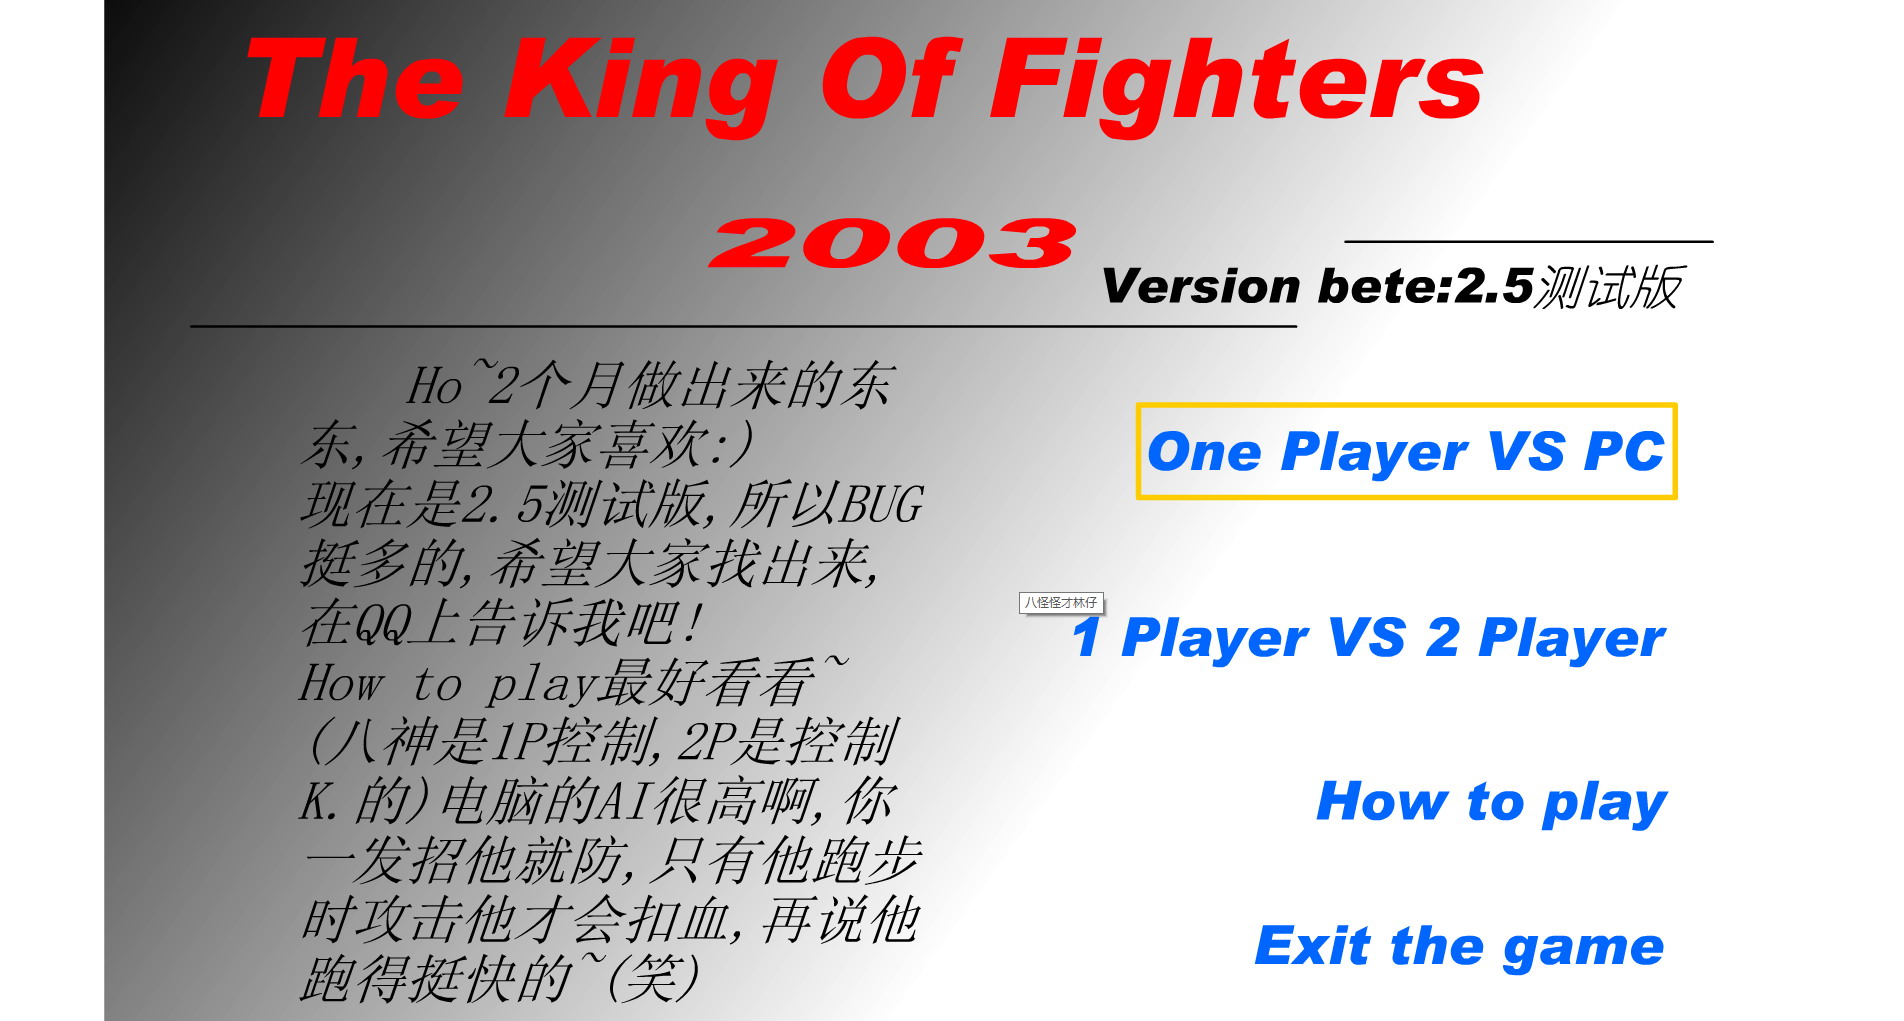 The King Of Fighters
2003
Version bete:2.5测试版
Ho~2个月做出来的东
东,希望大家喜欢:)
现在是2.5测试版,所以BUG
挺多的,希望大家找出来,
在QQ上告诉我吧!
How to play最好看看~
(八神是1P控制,2P是控制
K.的)电脑的AI很高啊,你
一发招他就防,只有他跑步
时攻击他才会扣血,再说他
跑得挺快的~(笑)
One Player VS PC
八怪怪才林仔
1 Player VS 2 Player
How to play
Exit the game